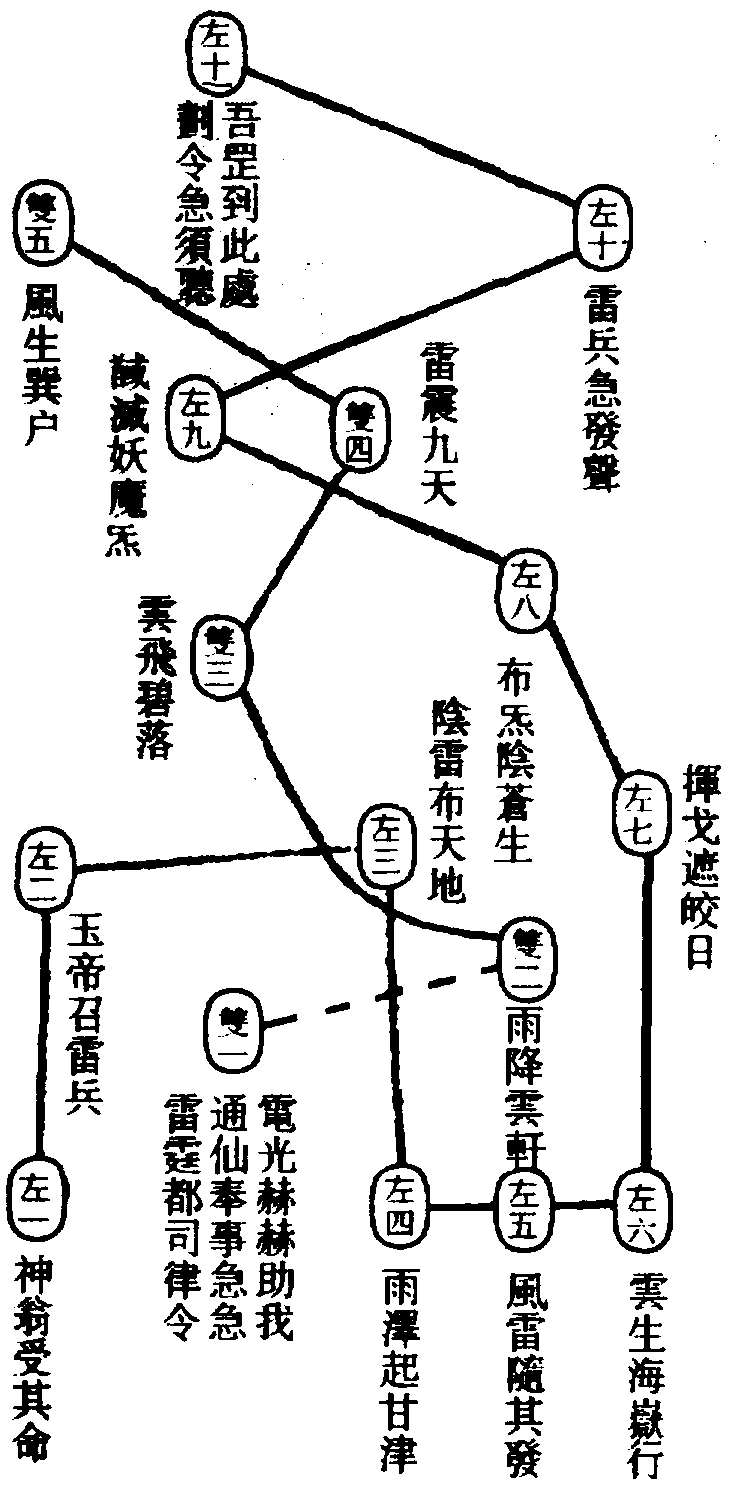 左一
神翁受其命
左二
玉帝召雷兵
左三
陰雷布天地
左四
雨澤起甘津
左五
風雷隨其發
左六
雲生海嶽行
左七
揮戈遮皎日
左八
布炁陰蒼生
左九
馘滅妖魔炁
左十
雷兵急發聲
左十一
吾罡到此處
劃令急須聽
雙一
電光赫赫助我
通仙奉事急急
雷霆都司律令
雙二
雨降雲軒
雙三
雲飛碧落
雙四
雷震九天
雙五
風生巽户